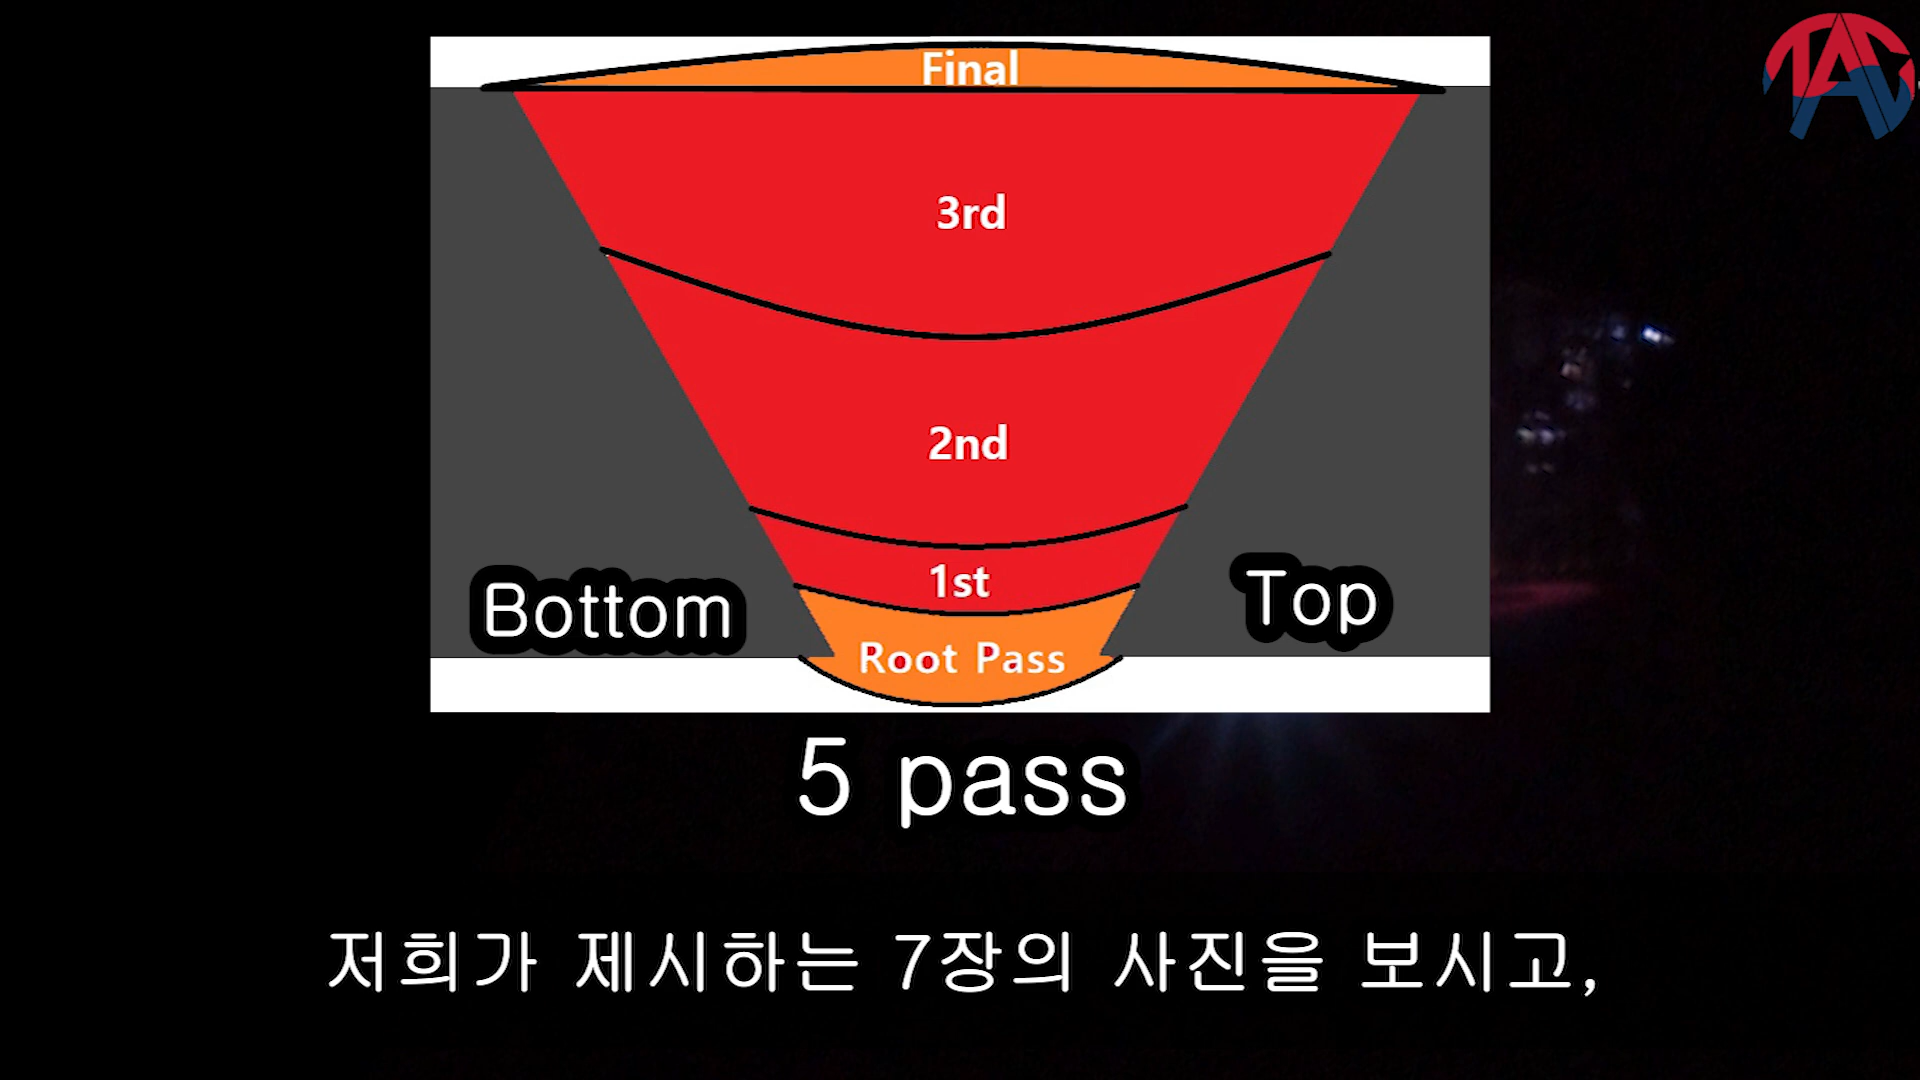 Final
3rd
2nd
1st
Bottom
Top
Root Pass
5 pass
저희가 제시하는 7장의 사진을 보시고,